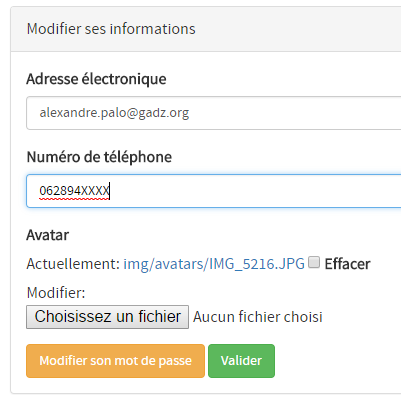 Modifier ses informations
Adresse électronique
alexandre.palo@gadz.org
Numéro de téléphone
062894XXXX
Avatar
Actuellement: img/avatars/IMG_5216.JPG Effacer
Modifier:
Choisissez un fichier Aucun fichier choisi
Modifier son mot de passe Valider